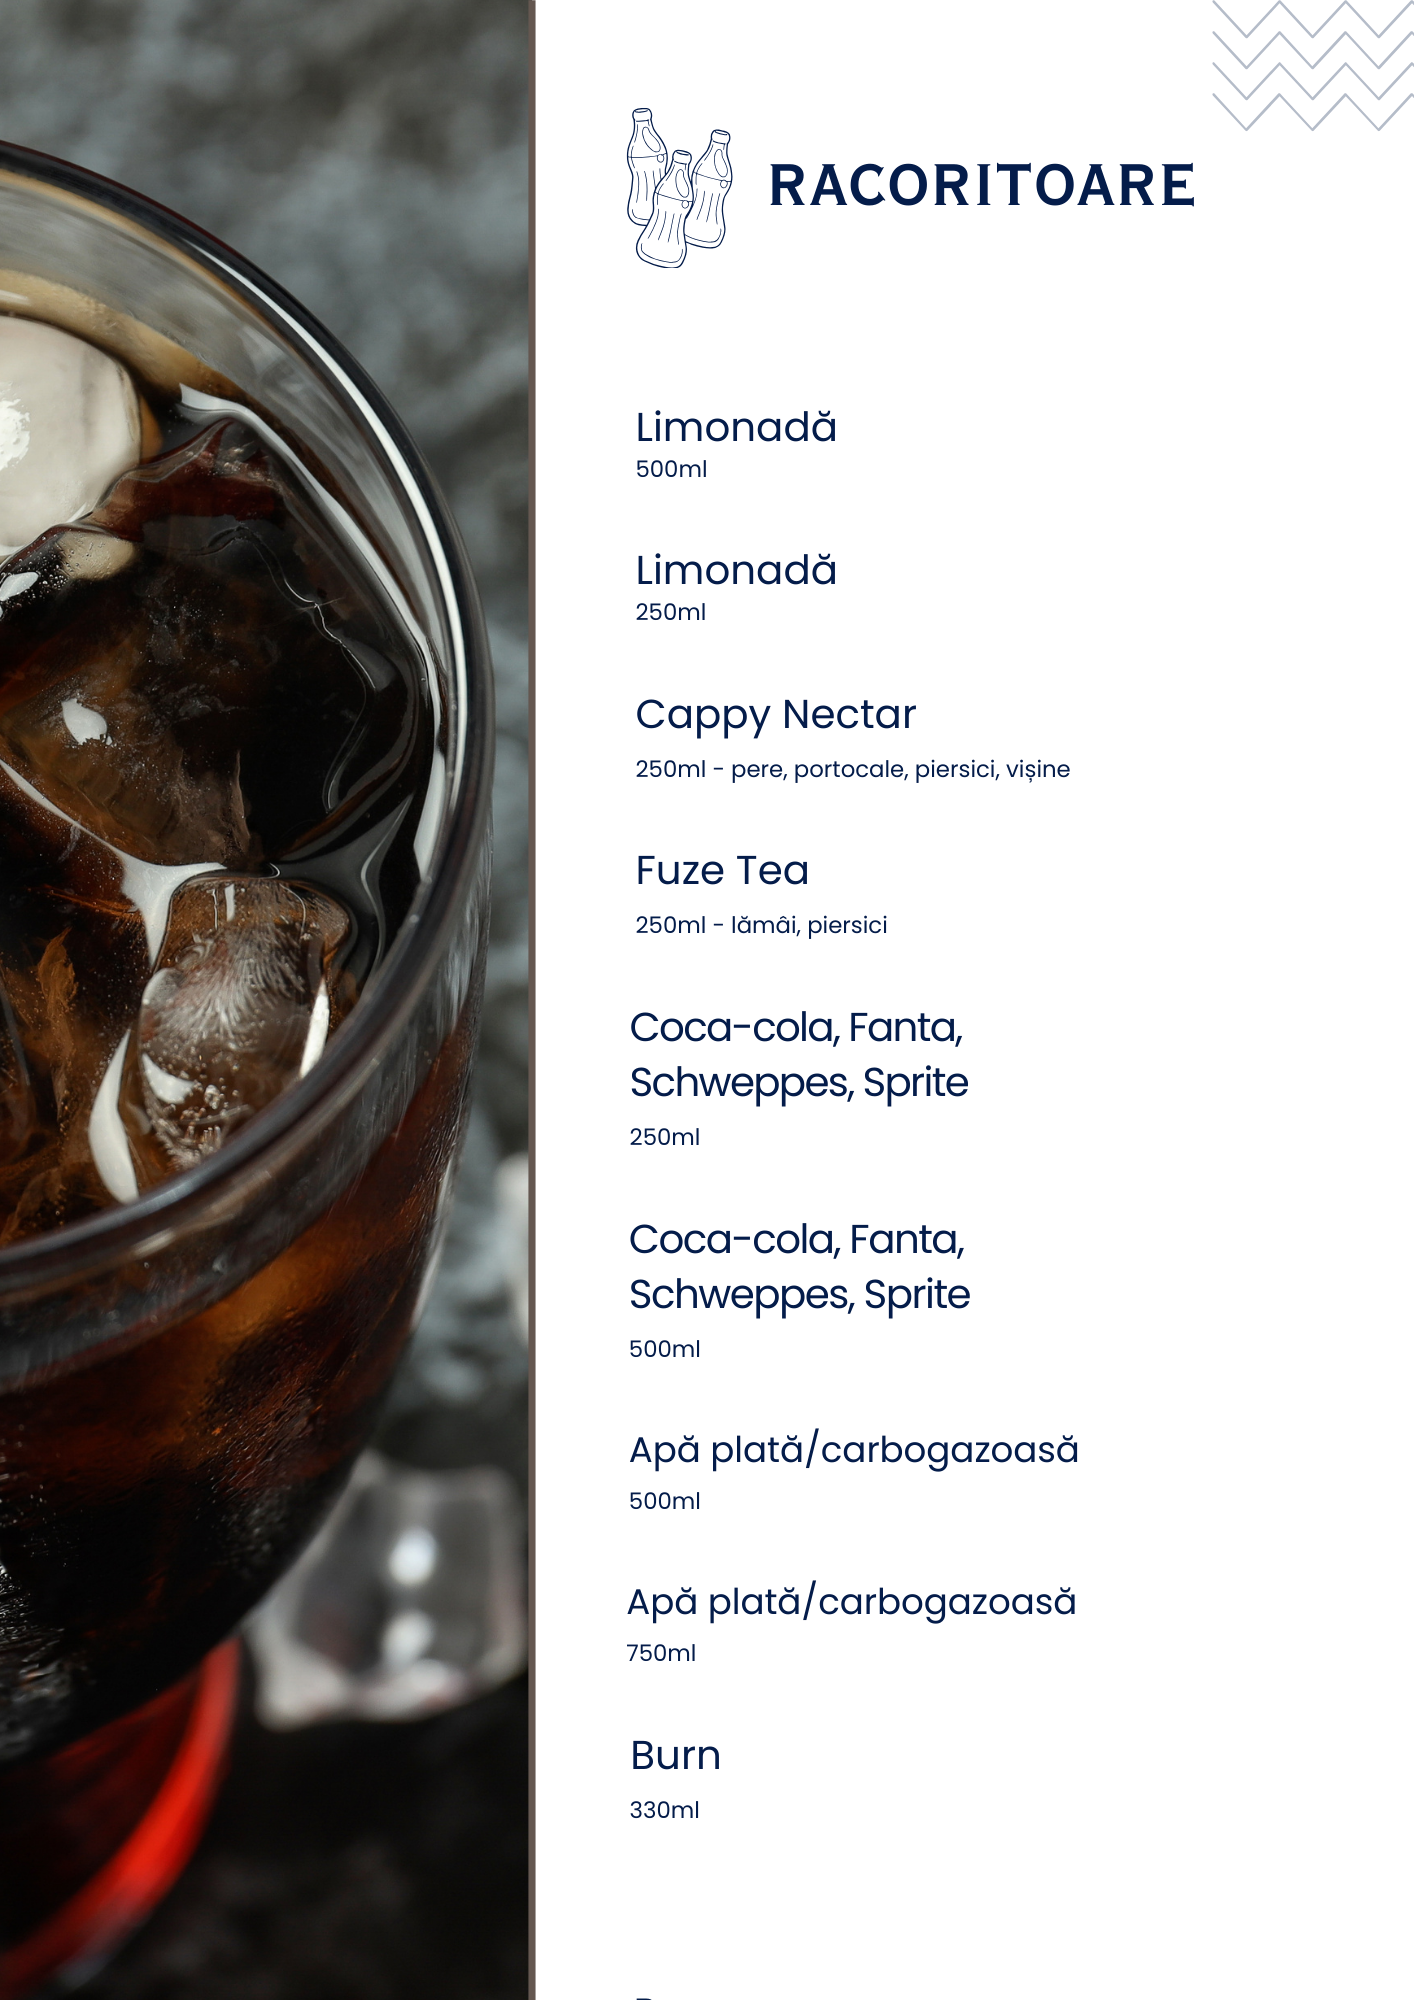 RACORITOARE
Limonadă
500ml
Limonadă
250ml
Cappy Nectar
250ml - pere, portocale, piersici, vișine
Fuze Tea
250ml - lămâi, piersici
Coca-cola, Fanta,
Schweppes, Sprite
250ml
Coca-cola, Fanta,
Schweppes, Sprite
500ml
Apă plată/carbogazoasă
500ml
Apă plată/carbogazoasă
750ml
Burn
330ml